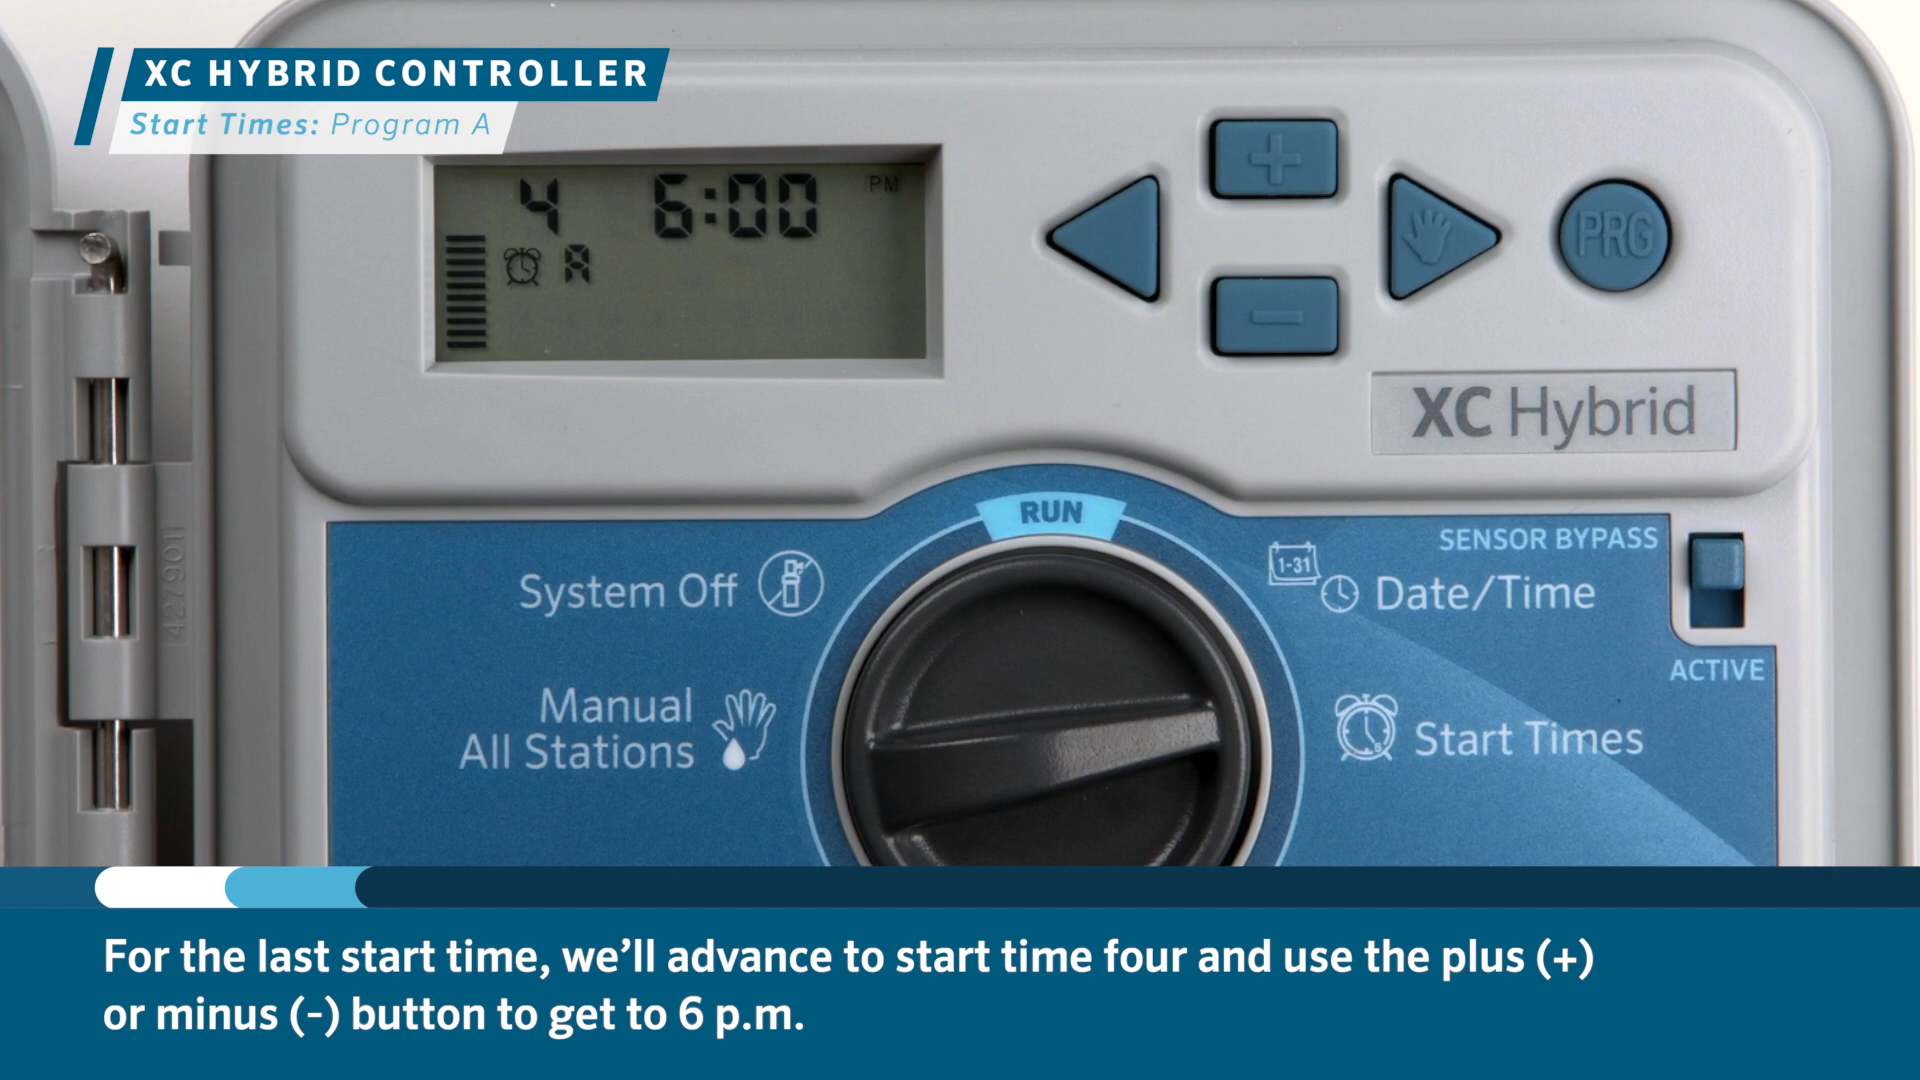 XC HYBRID CONTROLLER
Start Times: Program A
4 6:00 PM
A
PRG
XC Hybrid
RUN
SENSOR BYPASS
System Off
1-31
Date/Time
427901
ACTIVE
Manual
All Stations
Start Times
For the last start time, we’ll advance to start time four and use the plus (+)
or minus (-) button to get to 6 p.m.